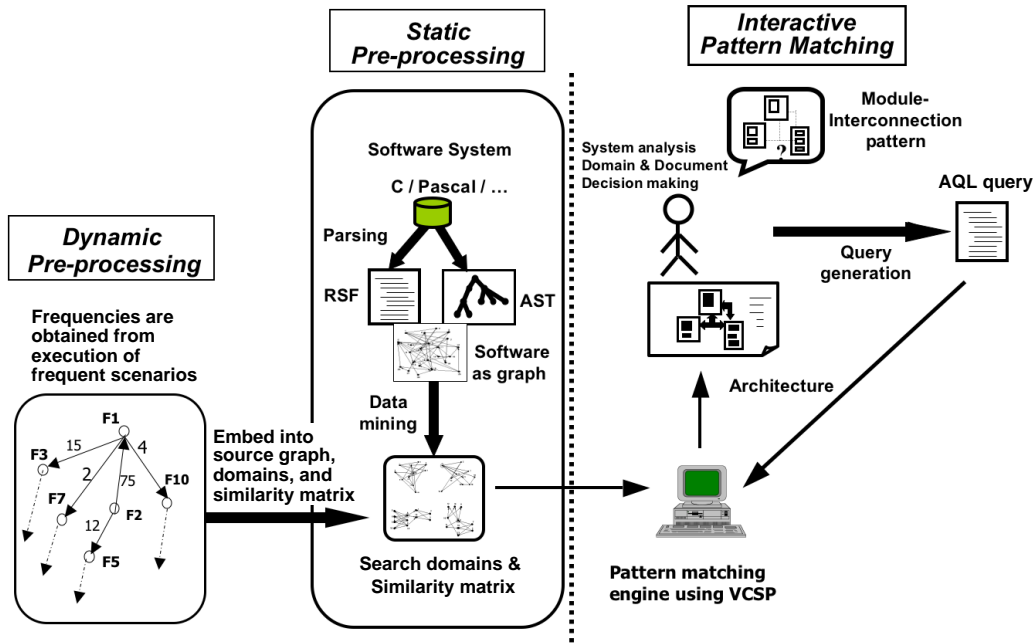 Static
Pre-processing
Interactive
Pattern Matching
Software System
C / Pascal / …
Parsing
RSF
AST
Software
as graph
Data
mining
Search domains &
Similarity matrix
Dynamic
Pre-processing
Frequencies are
obtained from
execution of
frequent scenarios
F1
15
4
F3
2
75
F10
F7
F2
12
F5
Embed into
source graph,
domains, and
similarity matrix
?
Module-
Interconnection
pattern
System analysis
Domain & Document
Decision making
AQL query
Query
generation
Architecture
Pattern matching
engine using VCSP